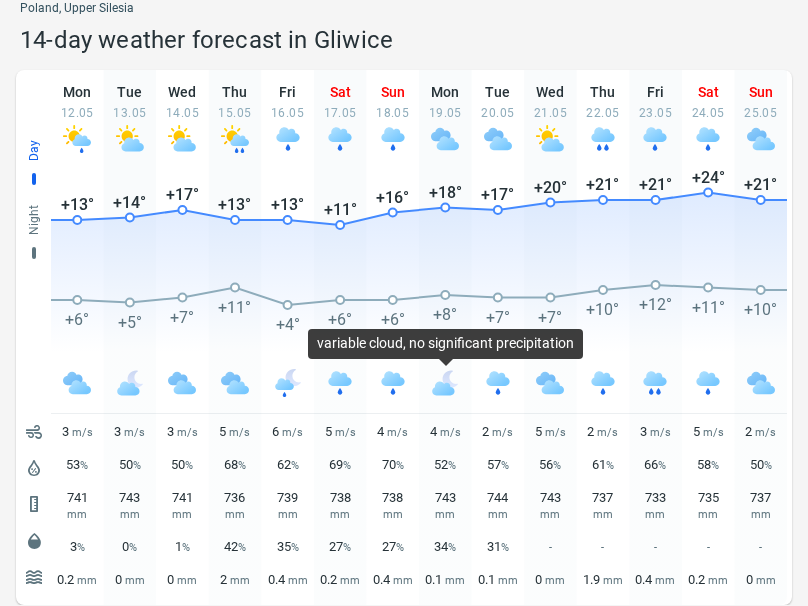 Poland, Upper Silesia
14-day weather forecast in Gliwice
Mon Tue Wed Thu Fri Sat Sun Mon Tue Wed Thu Fri Sat Sun
12.05 13.05 14.05 15.05 16.05 17.05 18.05 19.05 20.05 21.05 22.05 23.05 24.05 25.05
Day
+13° +14° +17° +13° +13° +11° +16° +18° +17° +20° +21° +21° +24° +21°
Night
+6° +5° +7° +11° +4° +6° +6° +8° +7° +7° +10° +12° +11° +10°
variable cloud, no significant precipitation
3 m/s 3 m/s 3 m/s 5 m/s 6 m/s 5 m/s 4 m/s 4 m/s 2 m/s 5 m/s 2 m/s 3 m/s 5 m/s 2 m/s
53% 50% 50% 68% 62% 69% 70% 52% 57% 56% 61% 66% 58% 50%
741 743 741 736 739 738 738 743 744 743 737 733 735 737
mm mm mm mm mm mm mm mm mm mm mm mm mm mm
3% 0% 1% 42% 35% 27% 27% 34% 31% - - - - -
0.2 mm 0 mm 0 mm 2 mm 0.4 mm 0.2 mm 0.4 mm 0.1 mm 0.1 mm 0 mm 1.9 mm 0.4 mm 0.2 mm 0 mm